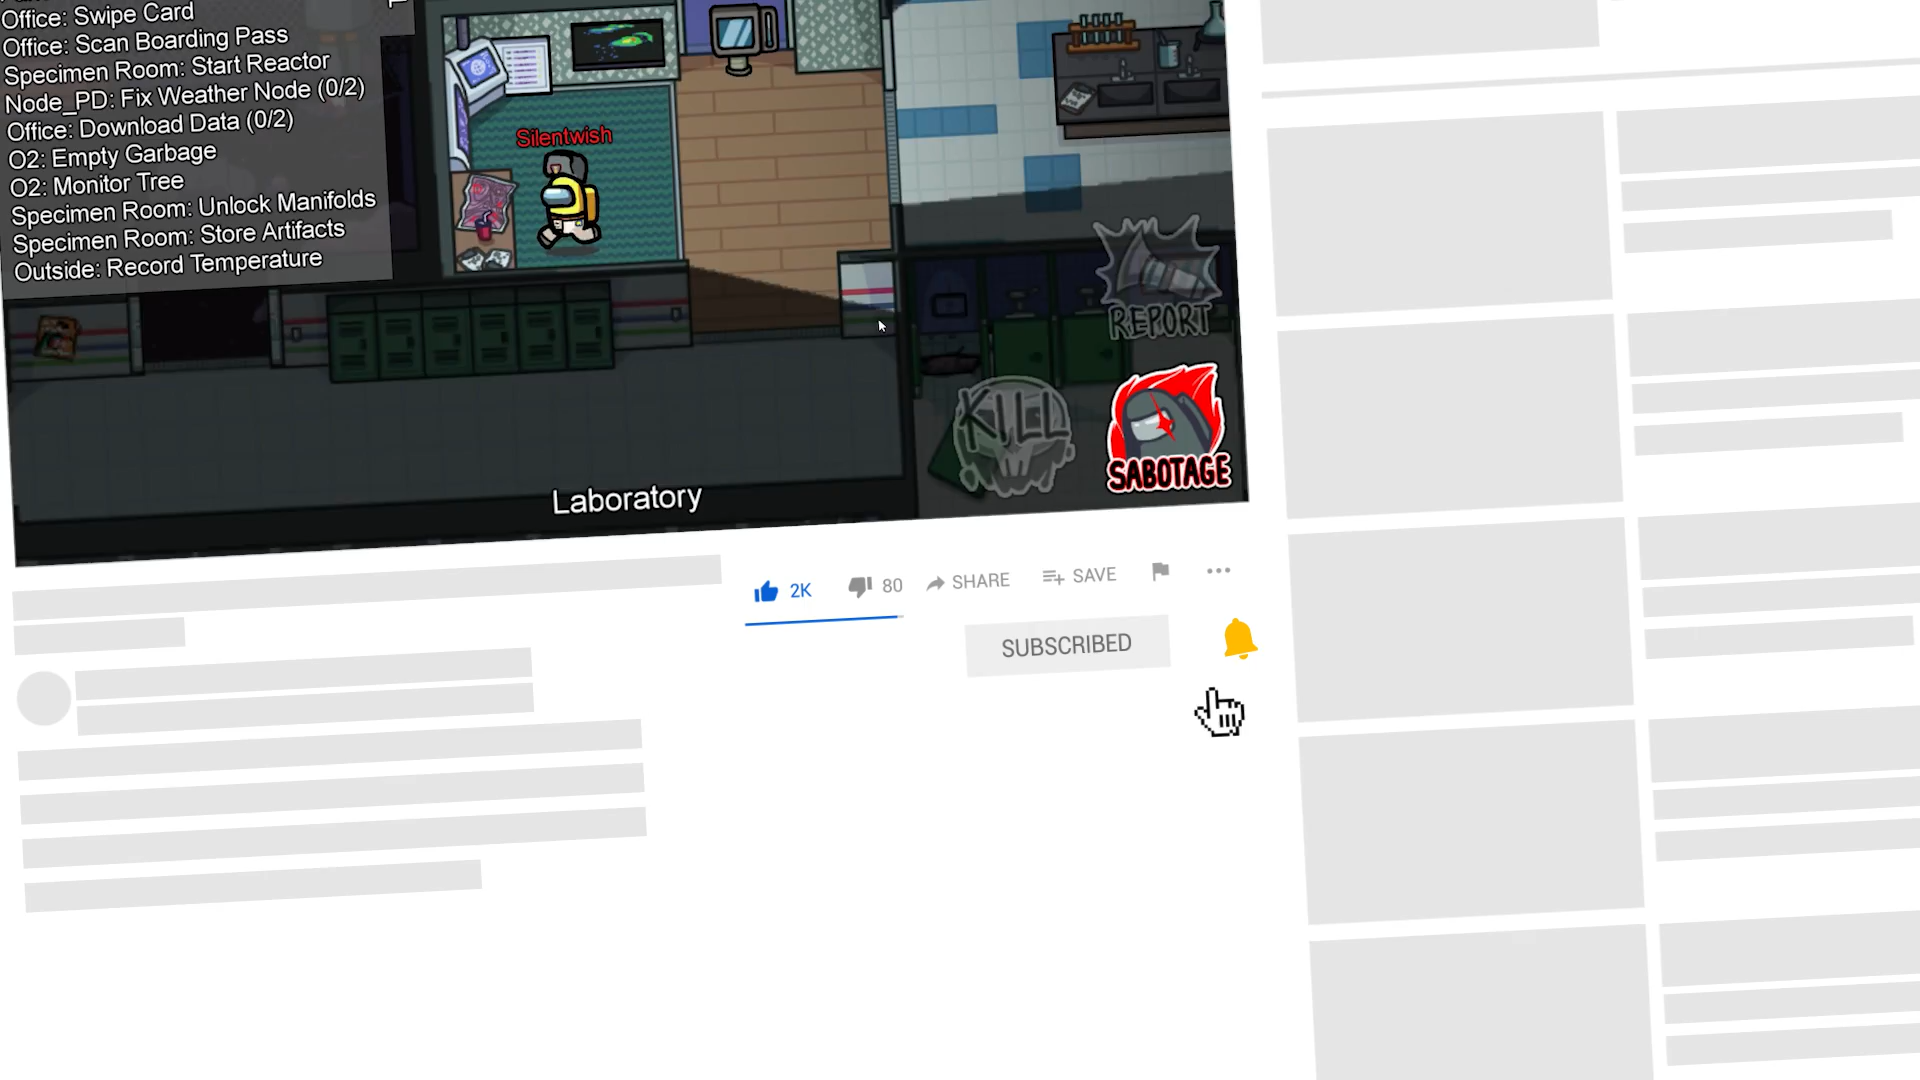 Office: Swipe Card
Office: Scan Boarding Pass
Specimen Room: Start Reactor
Node_PD: Fix Weather Node (0/2)
Office: Download Data (0/2)
O2: Empty Garbage
O2: Monitor Tree
Specimen Room: Unlock Manifolds
Specimen Room: Store Artifacts
Outside: Record Temperature
Silentwish
REPORT
KILL
SABOTAGE
Laboratory
2K
80
SHARE
SAVE
SUBSCRIBED